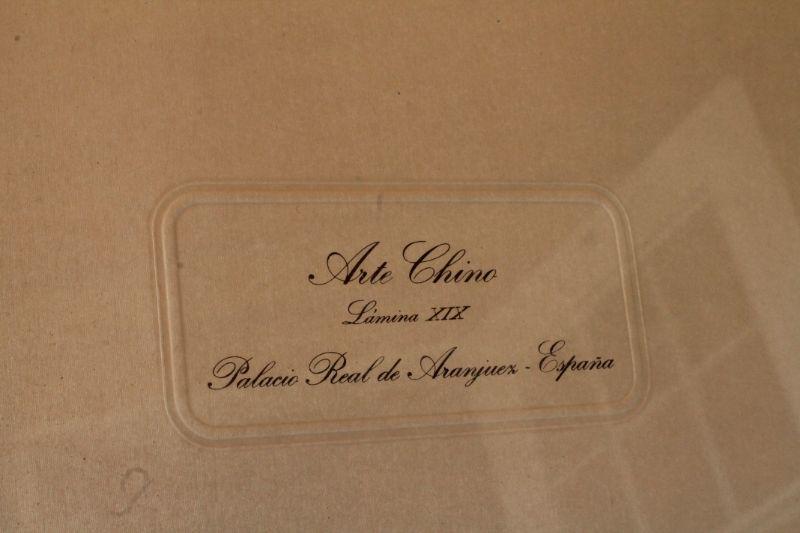 Arte Chino
Lámina XIX
Palacio Real de Aranjuez - España